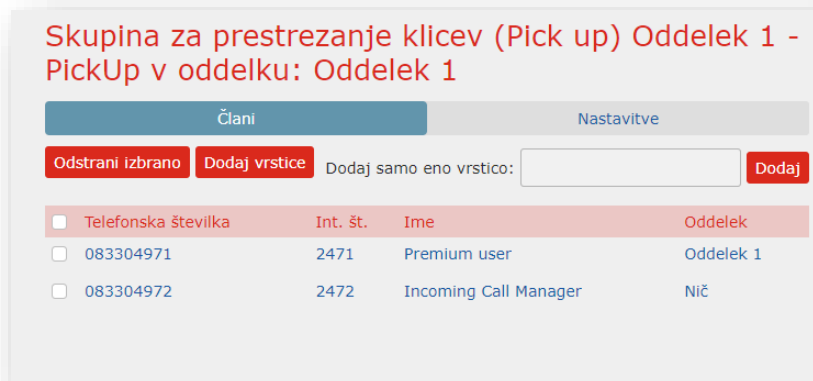 Skupina za prestrezanje klicev (Pick up) Oddelek 1 -
PickUp v oddelku: Oddelek 1
Člani Nastavitve
Odstrani izbrano Dodaj vrstice Dodaj samo eno vrstico: Dodaj
Telefonska številka Int. št. Ime Oddelek
083304971 2471 Premium user Oddelek 1
083304972 2472 Incoming Call Manager Nič